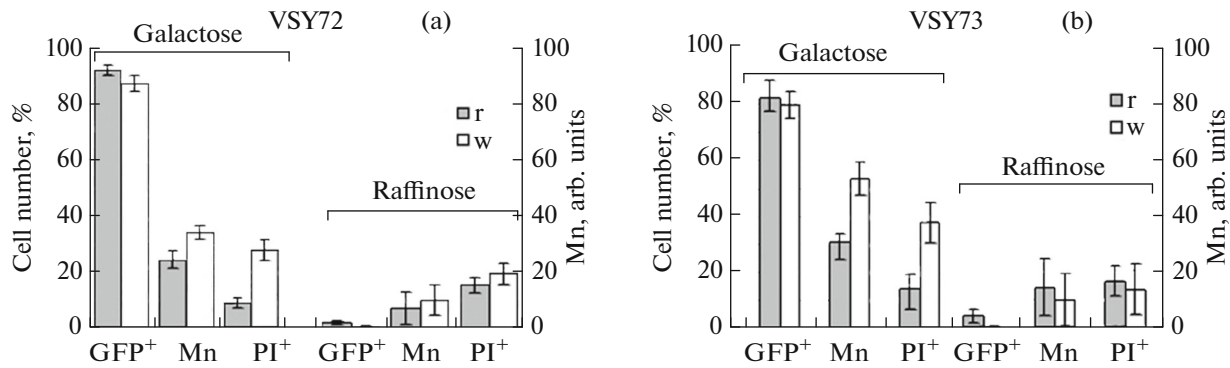 VSY72 (a)
Galactose
Raffinose
r
w
Cell number, %
100
80
60
40
20
0
Mn, arb. units
100
80
60
40
20
0
GFP+ Mn PI+ GFP+ Mn PI+
VSY73 (b)
Galactose
Raffinose
r
w
Cell number, %
100
80
60
40
20
0
Mn, arb. units
100
80
60
40
20
0
GFP+ Mn PI+ GFP+ Mn PI+